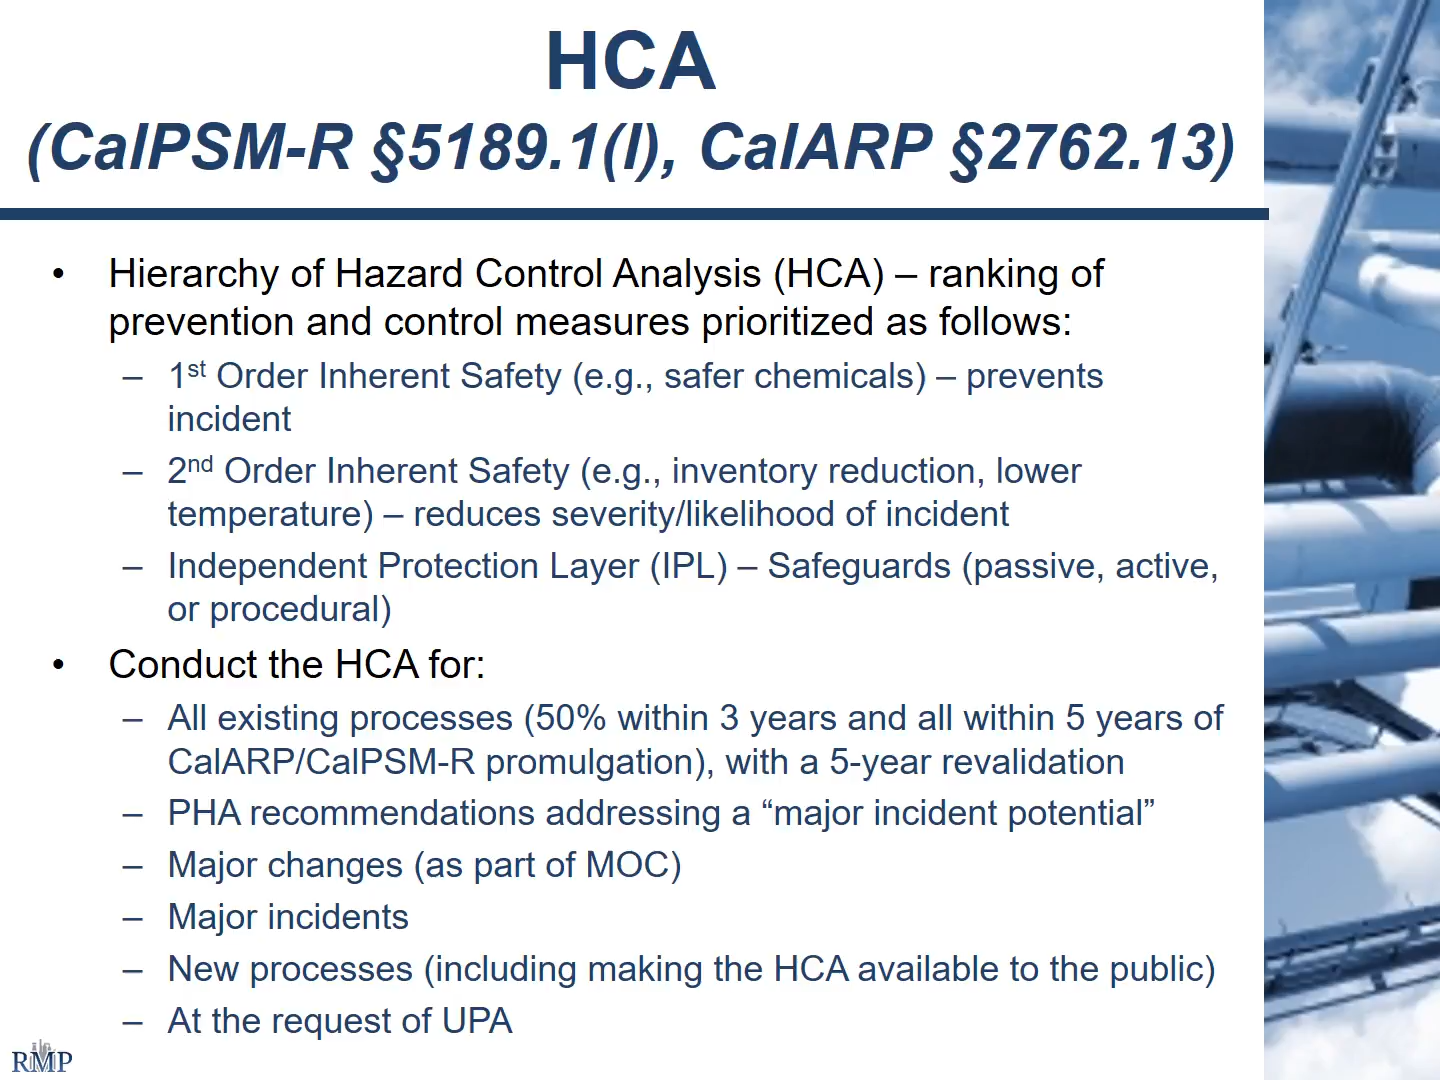 HCA
(CalPSM-R §5189.1(l), CalARP §2762.13)
• Hierarchy of Hazard Control Analysis (HCA) – ranking of
prevention and control measures prioritized as follows:
– 1st Order Inherent Safety (e.g., safer chemicals) – prevents
incident
– 2nd Order Inherent Safety (e.g., inventory reduction, lower
temperature) – reduces severity/likelihood of incident
– Independent Protection Layer (IPL) – Safeguards (passive, active,
or procedural)
• Conduct the HCA for:
– All existing processes (50% within 3 years and all within 5 years of
CalARP/CalPSM-R promulgation), with a 5-year revalidation
– PHA recommendations addressing a “major incident potential”
– Major changes (as part of MOC)
– Major incidents
– New processes (including making the HCA available to the public)
– At the request of UPA
RMP